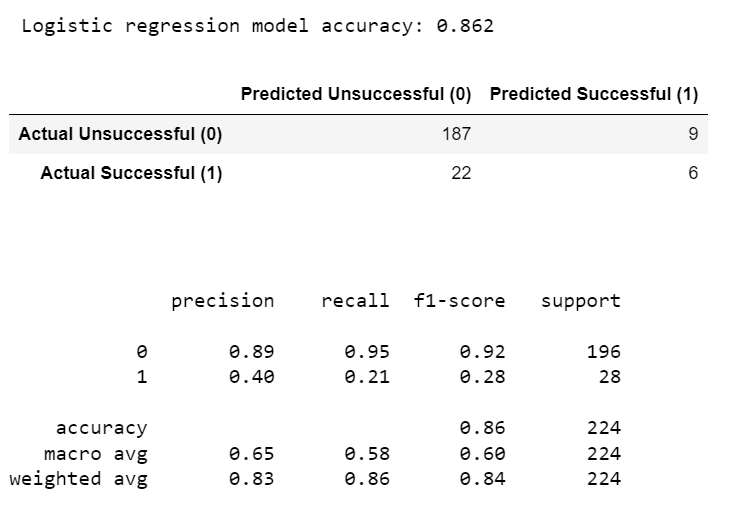 Logistic regression model accuracy: 0.862
Predicted Unsuccessful (0) Predicted Successful (1)
Actual Unsuccessful (0) 187 9
Actual Successful (1) 22 6
precision recall f1-score support
0 0.89 0.95 0.92 196
1 0.40 0.21 0.28 28
accuracy 0.86 224
macro avg 0.65 0.58 0.60 224
weighted avg 0.83 0.86 0.84 224